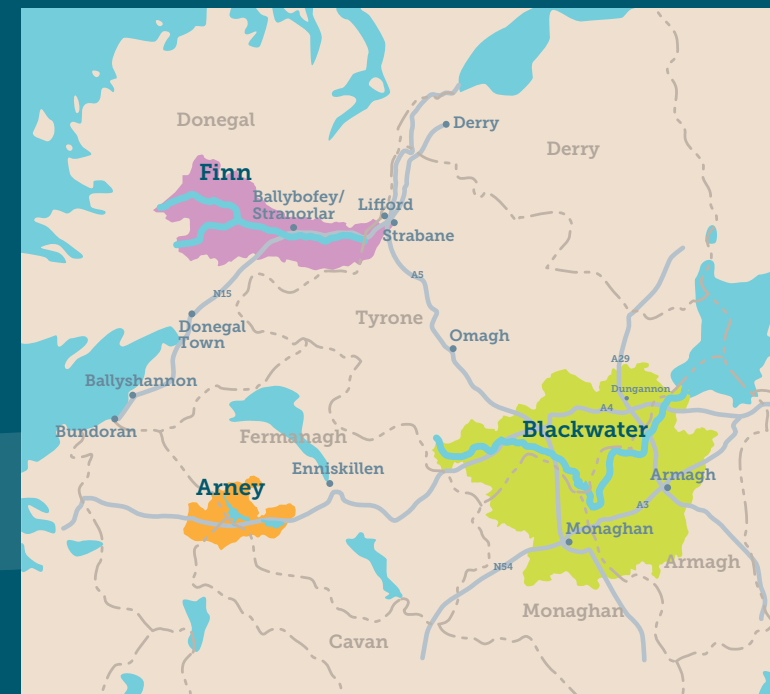 Donegal
Derry
Derry
Finn
Ballybofey/
Stranorlar
Lifford
Strabane
A5
N15
Tyrone
Donegal
Town
Omagh
A29
Ballyshannon
Dungannon
A4
Bundoran
Fermanagh
Blackwater
Enniskillen
Arney
Armagh
A3
Monaghan
N54
Armagh
Monaghan
Cavan